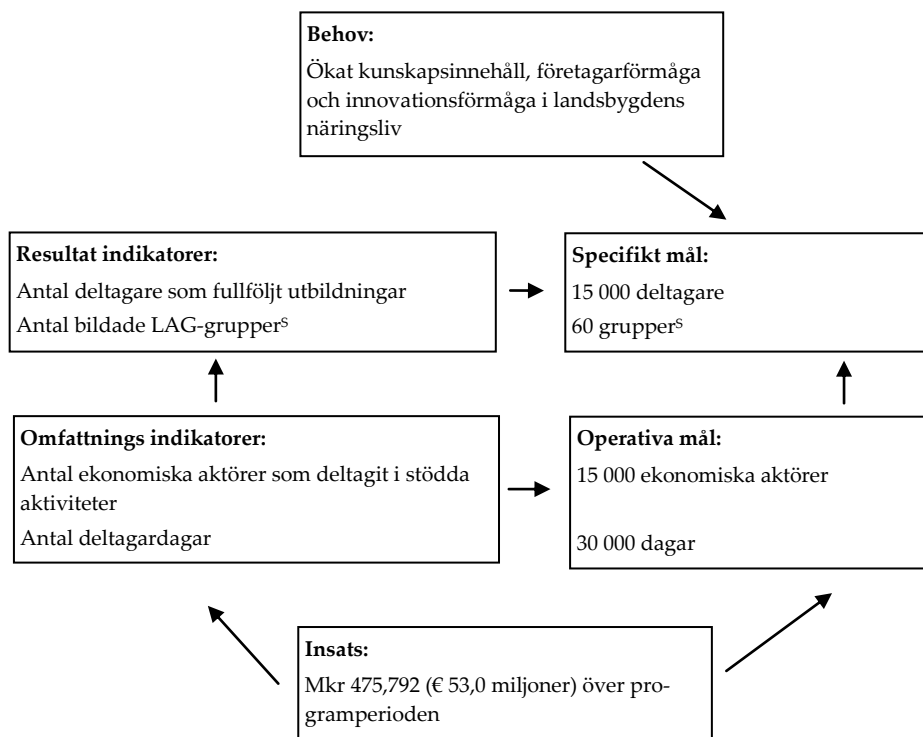 Behov:
Ökat kunskapsinnehåll, företagarförmåga
och innovationsförmåga i landsbygdens
näringsliv
Resultat indikatorer:
Antal deltagare som fullföljt utbildningar
Antal bildade LAG-grupperˢ
Specifikt mål:
15 000 deltagare
60 grupperˢ
Omfattnings indikatorer:
Antal ekonomiska aktörer som deltagit i stödda
aktiviteter
Antal deltagardagar
Operativa mål:
15 000 ekonomiska aktörer
30 000 dagar
Insats:
Mkr 475,792 (€ 53,0 miljoner) över pro-
gramperioden